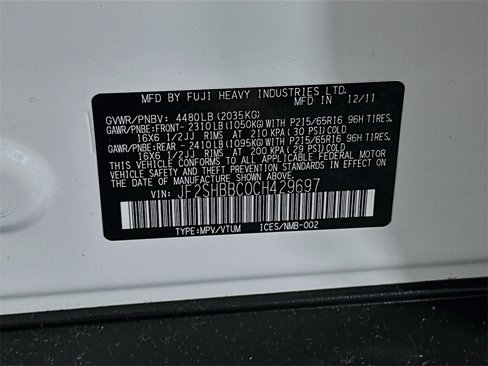 MFD BY FUJI HEAVY INDUSTRIES LTD.
MFD IN 12/11
GVWR/PNBV: 4480LB(2035KG)
GAWR/PNBE:FRONT- 2310LB(1050KG)WITH P215/65R16 96H TIRES.
16X6 1/2JJ RIMS AT 210 KPA(30 PSI)COLD
GAWR/PNBE:REAR - 2410LB(1095KG)WITH P215/65R16 96H TIRES.
16X6 1/2JJ RIMS AT 200 KPA(29 PSI)COLD
THIS VEHICLE CONFORMS TO ALL APPLICABLE FEDERAL MOTOR
VEHICLE SAFETY AND THEFT PREVENTION STANDARDS IN EFFECT
ON THE DATE OF MANUFACTURE SHOWN ABOVE.
VIN: JF2SHBBC0CH429697
TYPE:MPV/VTUM ICES/NMB-002